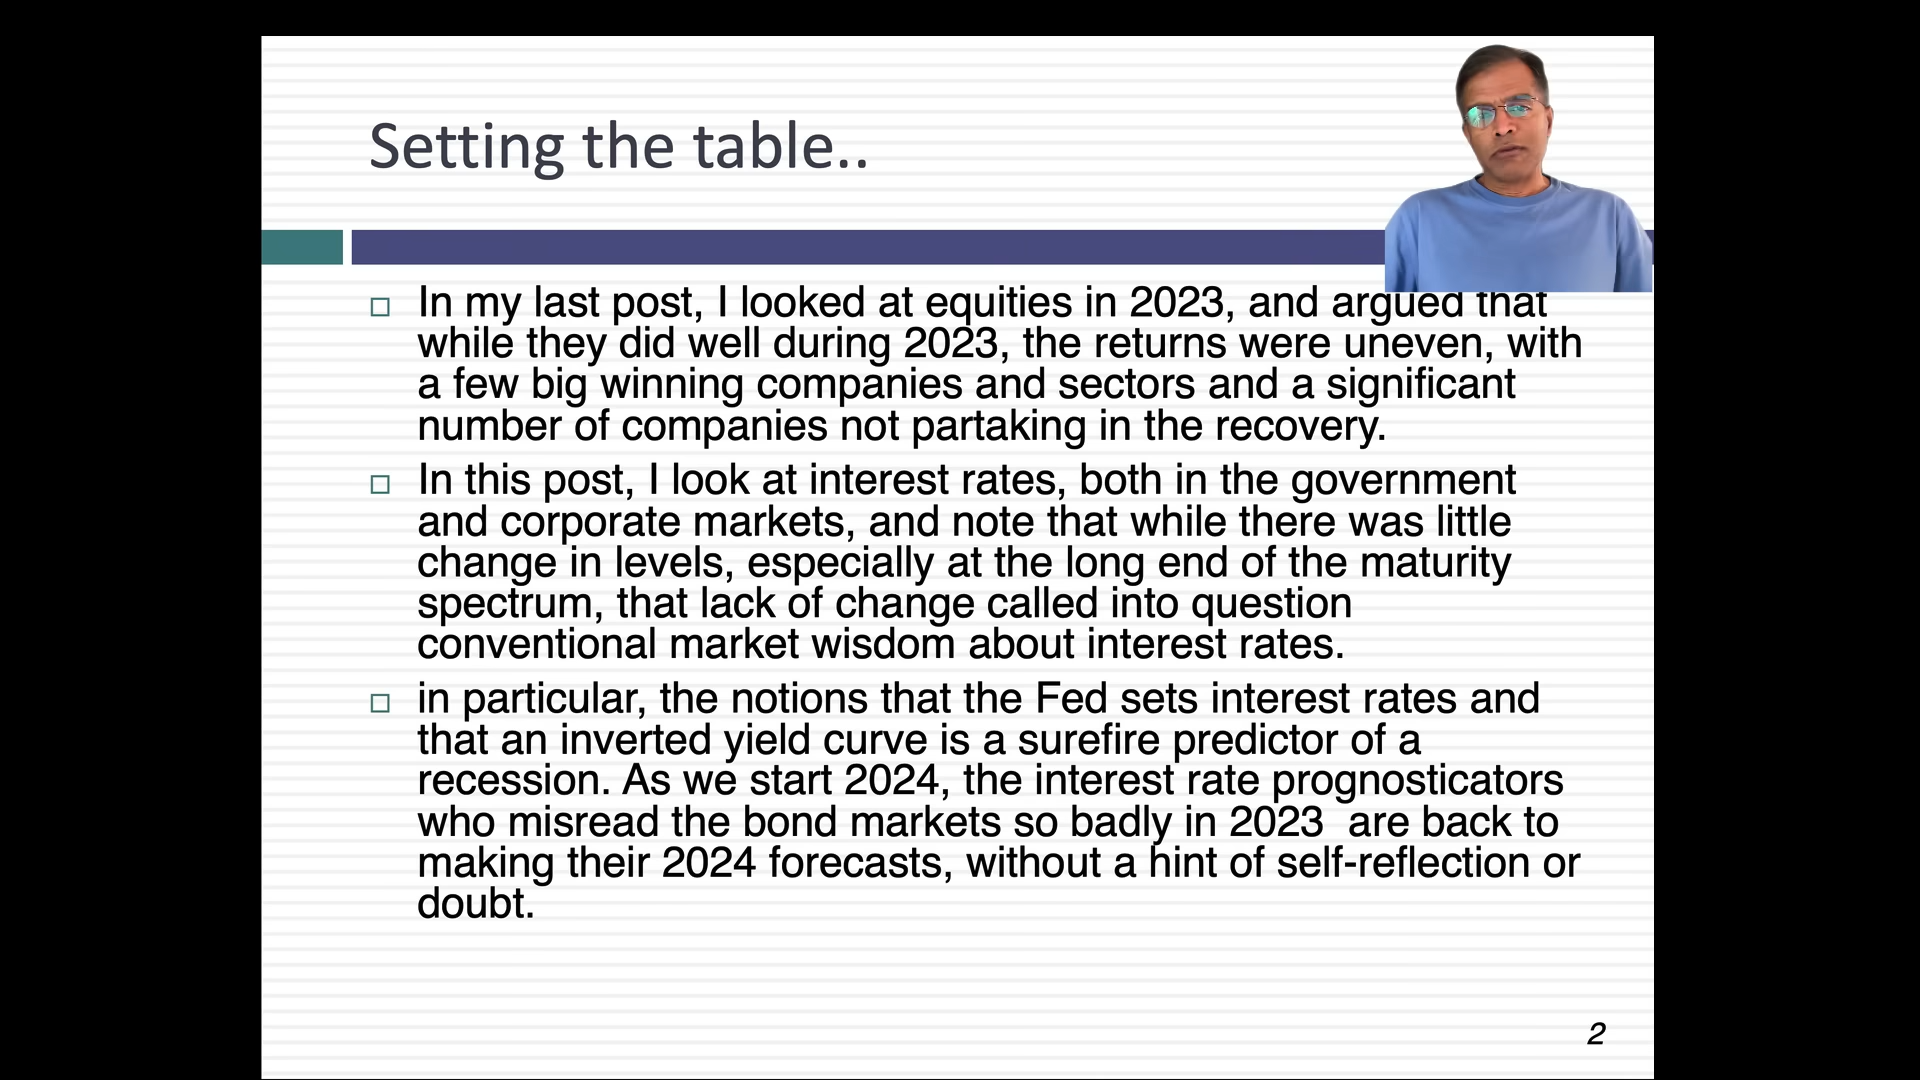 Setting the table..
In my last post, I looked at equities in 2023, and argued that
while they did well during 2023, the returns were uneven, with
a few big winning companies and sectors and a significant
number of companies not partaking in the recovery.
In this post, I look at interest rates, both in the government
and corporate markets, and note that while there was little
change in levels, especially at the long end of the maturity
spectrum, that lack of change called into question
conventional market wisdom about interest rates.
in particular, the notions that the Fed sets interest rates and
that an inverted yield curve is a surefire predictor of a
recession. As we start 2024, the interest rate prognosticators
who misread the bond markets so badly in 2023  are back to
making their 2024 forecasts, without a hint of self-reflection or
doubt.
2